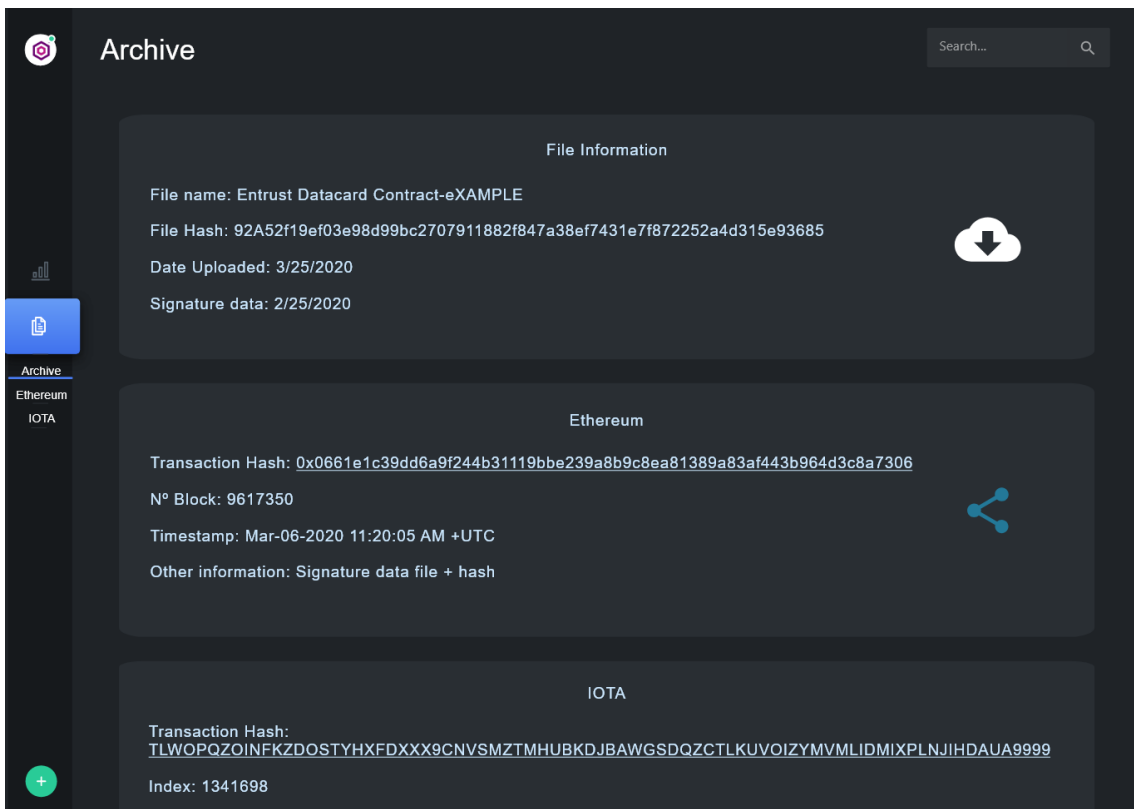 Archive
Search...
File Information
File name: Entrust Datacard Contract-eXAMPLE
File Hash: 92A52f19ef03e98d99bc2707911882f847a38ef7431e7f872252a4d315e93685
Date Uploaded: 3/25/2020
Signature data: 2/25/2020
Archive
Ethereum
IOTA
Ethereum
Transaction Hash: 0x0661e1c39dd6a9f244b31119bbe239a8b9c8ea81389a83af443b964d3c8a7306
Nº Block: 9617350
Timestamp: Mar-06-2020 11:20:05 AM +UTC
Other information: Signature data file + hash
IOTA
Transaction Hash:
TLWOPQZOINFKZDOSTYHXFDXXX9CNVSMZTMHUBKDJBAWGSDQZCTLKUVOIZYMVMLIDMIXPLNJIHDAUA9999
Index: 1341698